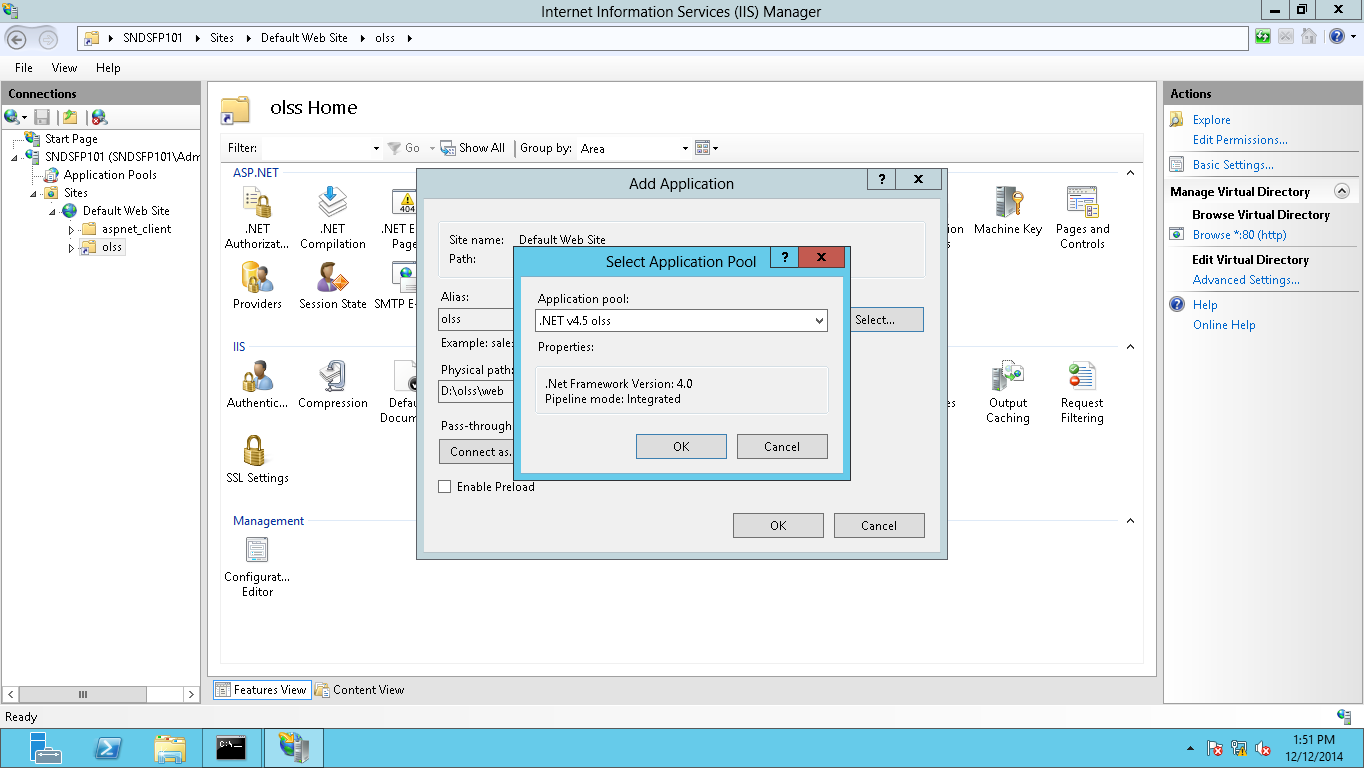 Internet Information Services (IIS) Manager
SNDSFP101 Sites Default Web Site olss
File View Help
Connections
Start Page
SNDSFP101 (SNDSFP101\Adm
Application Pools
Sites
Default Web Site
aspnet_client
olss
olss Home
Filter: Go Show All Group by: Area
ASP.NET
.NET Authorizat...
.NET Compilation
.NET E
Page
Machine Key
Pages and Controls
Providers
Session State
SMTP E-
IIS
Authentic...
Compression
Defau
Docum
Output Caching
Request Filtering
SSL Settings
Management
Configurat... Editor
Features View Content View
Add Application
?
Site name: Default Web Site
Path:
Alias:
olss
Select...
Example: sales
Physical path:
D:\olss\web
Pass-through
Connect as.
Enable Preload
OK Cancel
Select Application Pool
?
Application pool:
.NET v4.5 olss
Properties:
.Net Framework Version: 4.0
Pipeline mode: Integrated
OK Cancel
Actions
Explore
Edit Permissions...
Basic Settings...
Manage Virtual Directory
Browse Virtual Directory
Browse *:80 (http)
Edit Virtual Directory
Advanced Settings...
Help
Online Help
Ready
1:51 PM
12/12/2014